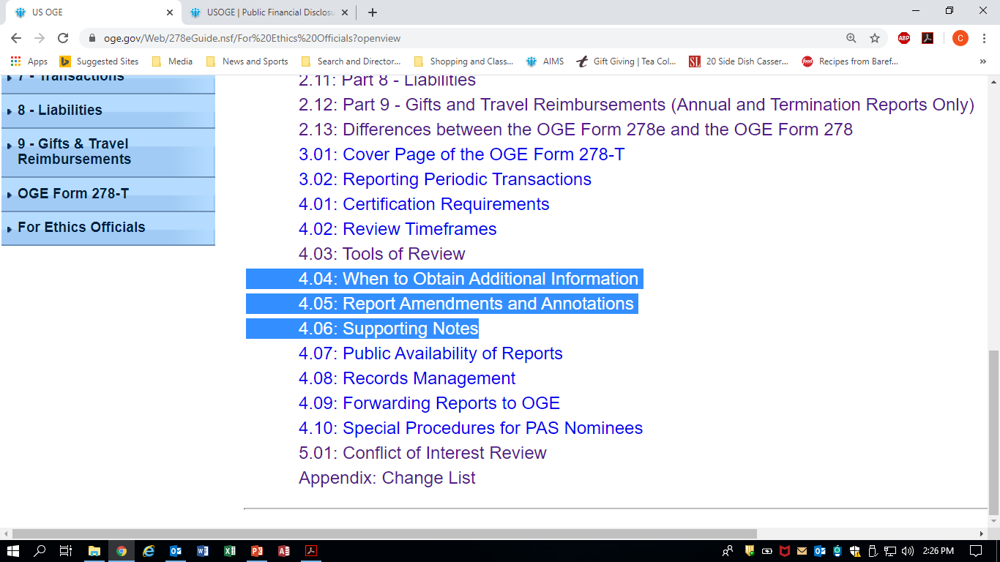 US OGE
USOGE | Public Financial Disclosu
oge.gov/Web/278eGuide.nsf/For%20Ethics%20Officials?openview
ABP
C
Apps
Suggested Sites
Media
News and Sports
Search and Director...
Shopping and Class...
AIMS
Gift Giving | Tea Col...
SL
20 Side Dish Casser...
food
Recipes from Baref...
»
7 - Transactions
8 - Liabilities
9 - Gifts & Travel
Reimbursements
OGE Form 278-T
For Ethics Officials
2.11: Part 8 - Liabilities
2.12: Part 9 - Gifts and Travel Reimbursements (Annual and Termination Reports Only)
2.13: Differences between the OGE Form 278e and the OGE Form 278
3.01: Cover Page of the OGE Form 278-T
3.02: Reporting Periodic Transactions
4.01: Certification Requirements
4.02: Review Timeframes
4.03: Tools of Review
4.04: When to Obtain Additional Information
4.05: Report Amendments and Annotations
4.06: Supporting Notes
4.07: Public Availability of Reports
4.08: Records Management
4.09: Forwarding Reports to OGE
4.10: Special Procedures for PAS Nominees
5.01: Conflict of Interest Review
Appendix: Change List
2:26 PM